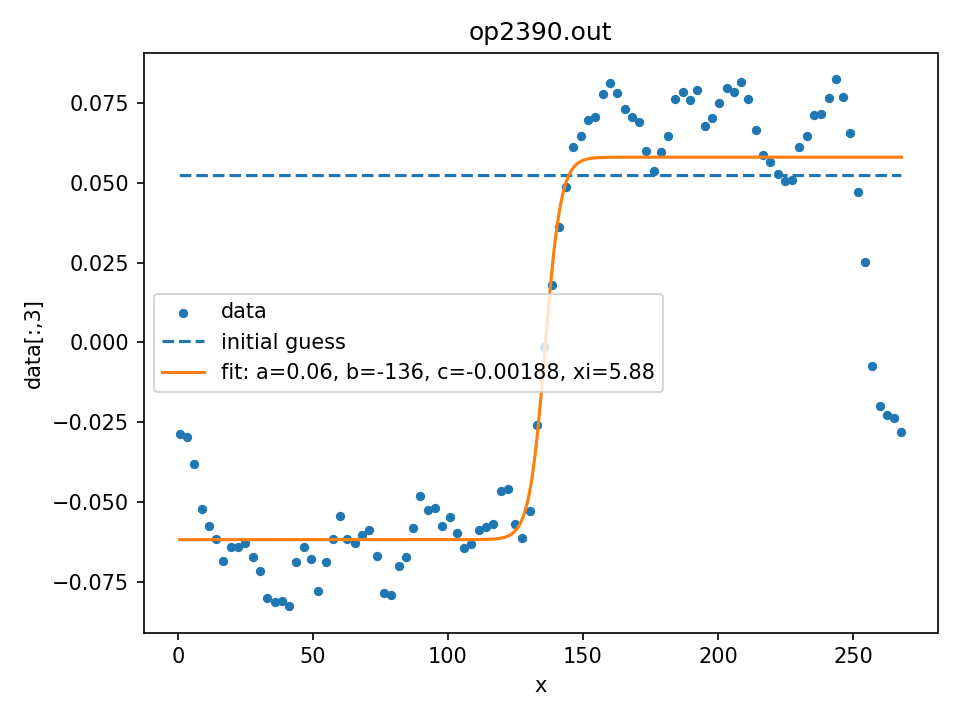 op2390.out
0.075
0.050
0.025
0.000
−0.025
−0.050
−0.075
data[:,3]
data
initial guess
fit: a=0.06, b=-136, c=-0.00188, xi=5.88
0 50 100 150 200 250
x